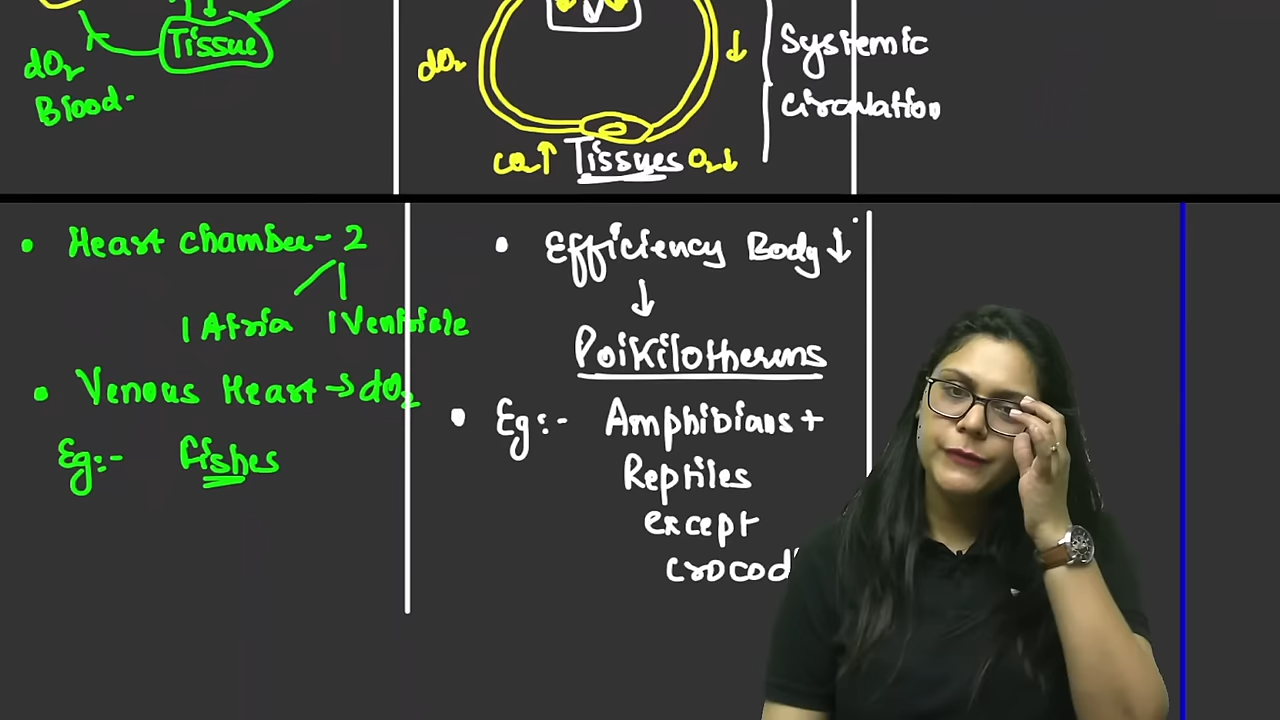 Tissue
dO2
Blood-
V
dO2
CO2↑ Tissues O2↓
↓
Systemic
circulation
• Heart chamber - 2
1 Atria 1 Ventricle
• Venous Heart → dO2
Eg:- fishes
• Efficiency Body ↓
↓
Poikilotherms
• Eg:- Amphibians +
Reptiles
except